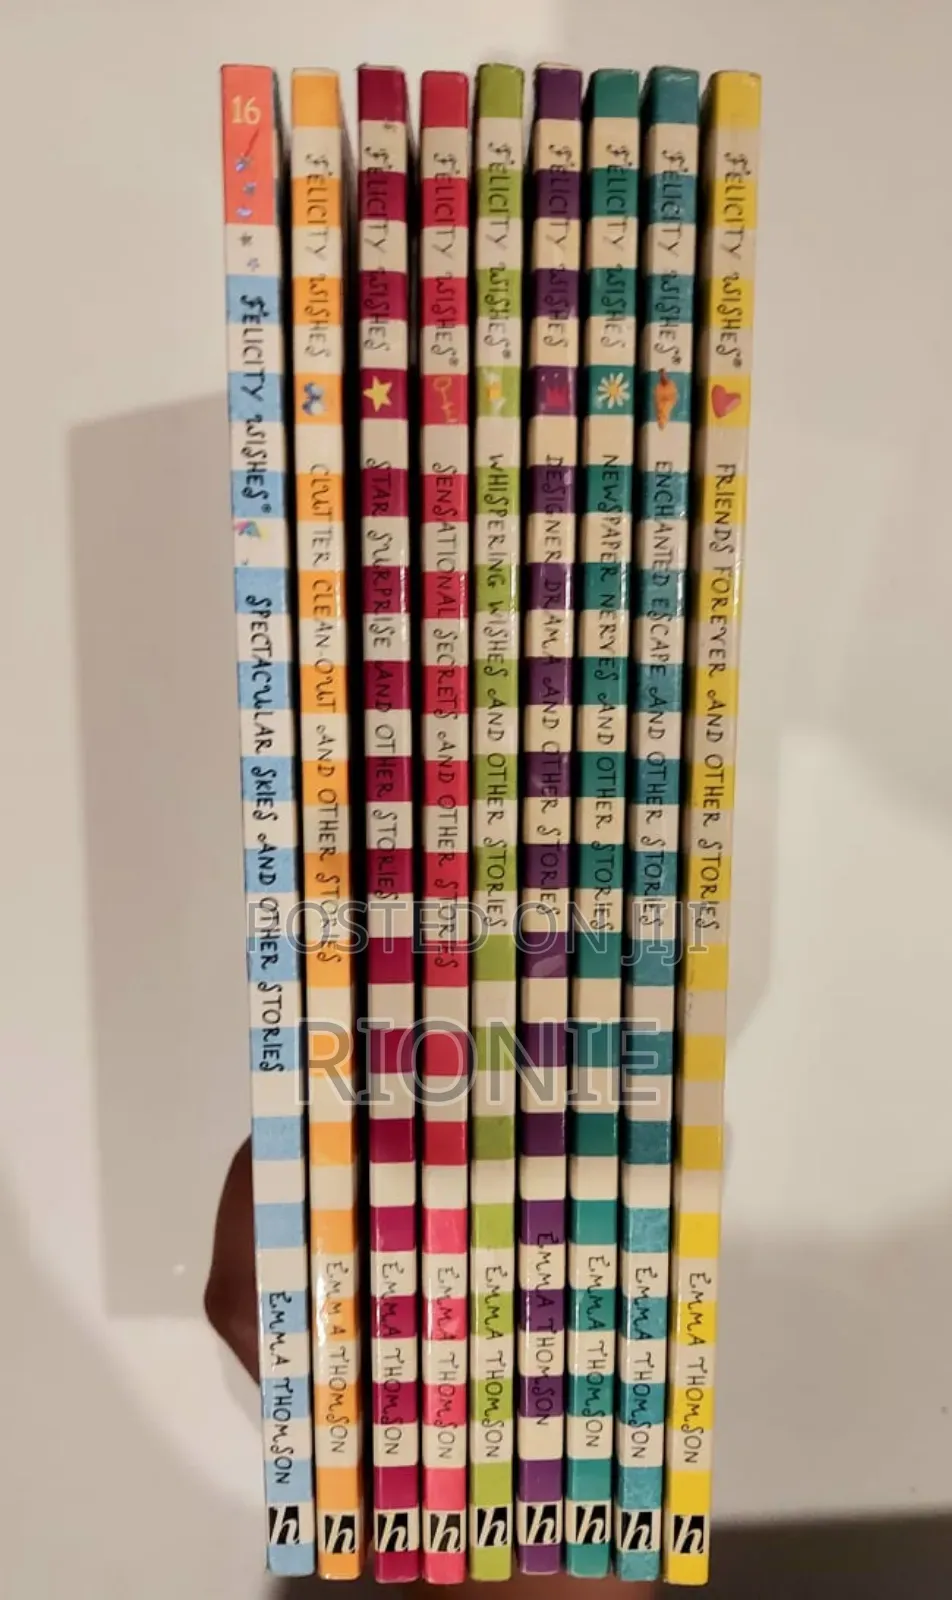 16
FELICITY WISHES® SPECTACULAR SKIES AND OTHER STORIES EMMA THOMSON h
FELICITY WISHES CLUTTER CLEAN-OUT AND OTHER STORIES EMMA THOMSON h
FELICITY WISHES STAR SURPRISE AND OTHER STORIES EMMA THOMSON h
FELICITY WISHES® SENSATIONAL SECRETS AND OTHER STORIES EMMA THOMSON h
FELICITY WISHES® WHISPERING WISHES AND OTHER STORIES EMMA THOMSON h
FELICITY WISHES DESIGNER DRAMA AND OTHER STORIES EMMA THOMSON h
FELICITY WISHES NEWSPAPER NERVES AND OTHER STORIES EMMA THOMSON h
FELICITY WISHES® ENCHANTED ESCAPE AND OTHER STORIES EMMA THOMSON h
FELICITY WISHES® FRIENDS FOREVER AND OTHER STORIES EMMA THOMSON h
POSTED ON JIJI
RIONIE